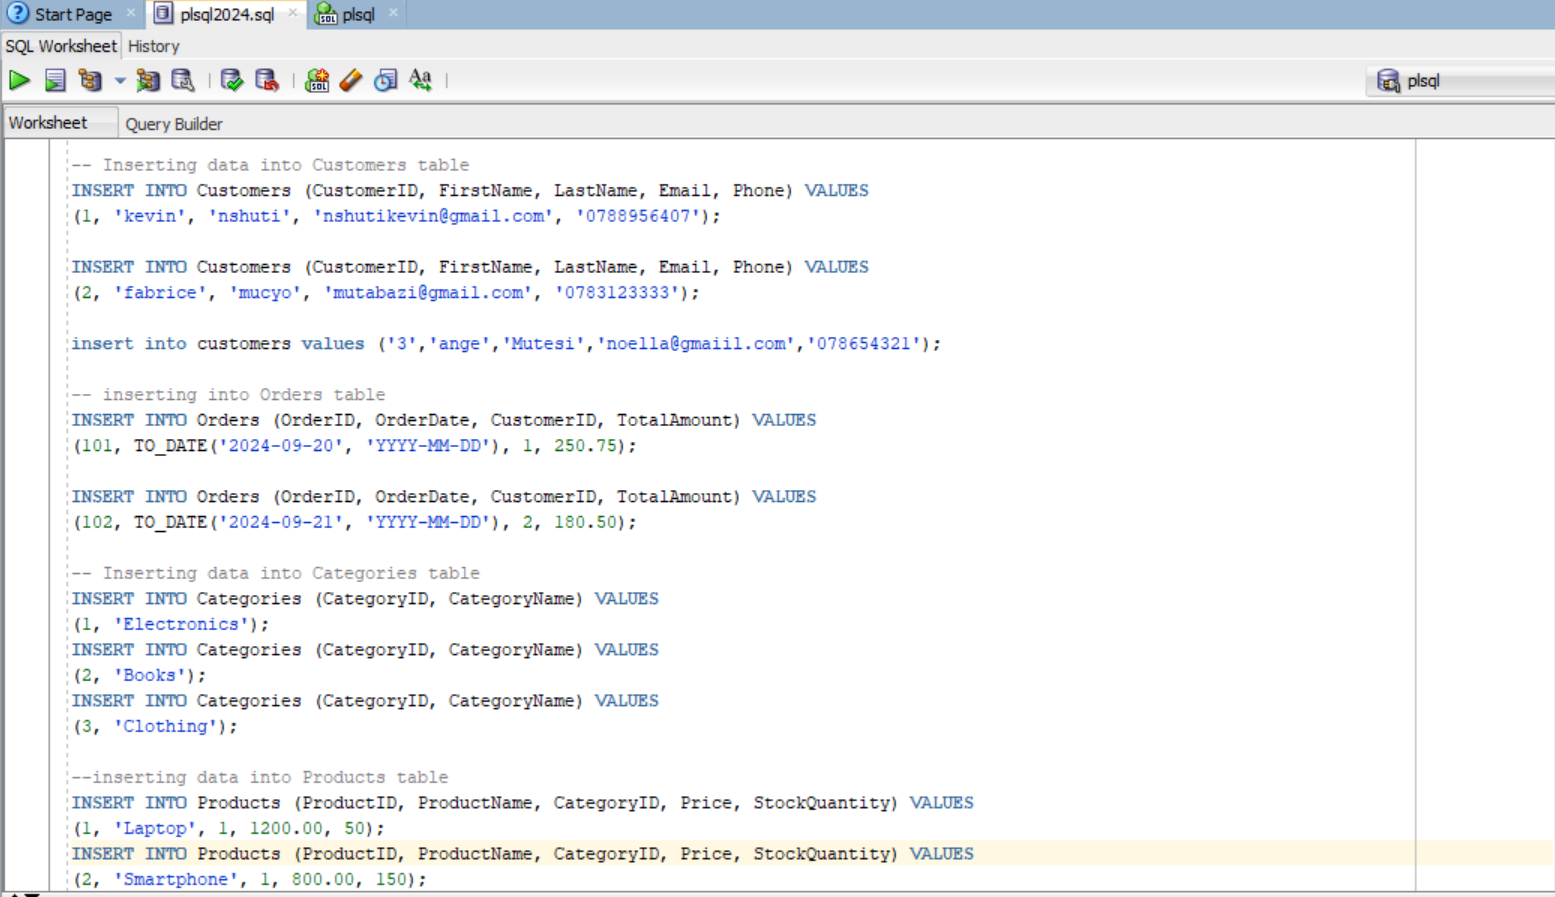 Start Page
plsql2024.sql
plsql
SQL Worksheet
History
plsql
Worksheet
Query Builder
-- Inserting data into Customers table
INSERT INTO Customers (CustomerID, FirstName, LastName, Email, Phone) VALUES
(1, 'kevin', 'nshuti', 'nshutikevin@gmail.com', '0788956407');
INSERT INTO Customers (CustomerID, FirstName, LastName, Email, Phone) VALUES
(2, 'fabrice', 'mucyo', 'mutabazi@gmail.com', '0783123333');
insert into customers values ('3','ange','Mutesi','noella@gmaiil.com','078654321');
-- inserting into Orders table
INSERT INTO Orders (OrderID, OrderDate, CustomerID, TotalAmount) VALUES
(101, TO_DATE('2024-09-20', 'YYYY-MM-DD'), 1, 250.75);
INSERT INTO Orders (OrderID, OrderDate, CustomerID, TotalAmount) VALUES
(102, TO_DATE('2024-09-21', 'YYYY-MM-DD'), 2, 180.50);
-- Inserting data into Categories table
INSERT INTO Categories (CategoryID, CategoryName) VALUES
(1, 'Electronics');
INSERT INTO Categories (CategoryID, CategoryName) VALUES
(2, 'Books');
INSERT INTO Categories (CategoryID, CategoryName) VALUES
(3, 'Clothing');
--inserting data into Products table
INSERT INTO Products (ProductID, ProductName, CategoryID, Price, StockQuantity) VALUES
(1, 'Laptop', 1, 1200.00, 50);
INSERT INTO Products (ProductID, ProductName, CategoryID, Price, StockQuantity) VALUES
(2, 'Smartphone', 1, 800.00, 150);